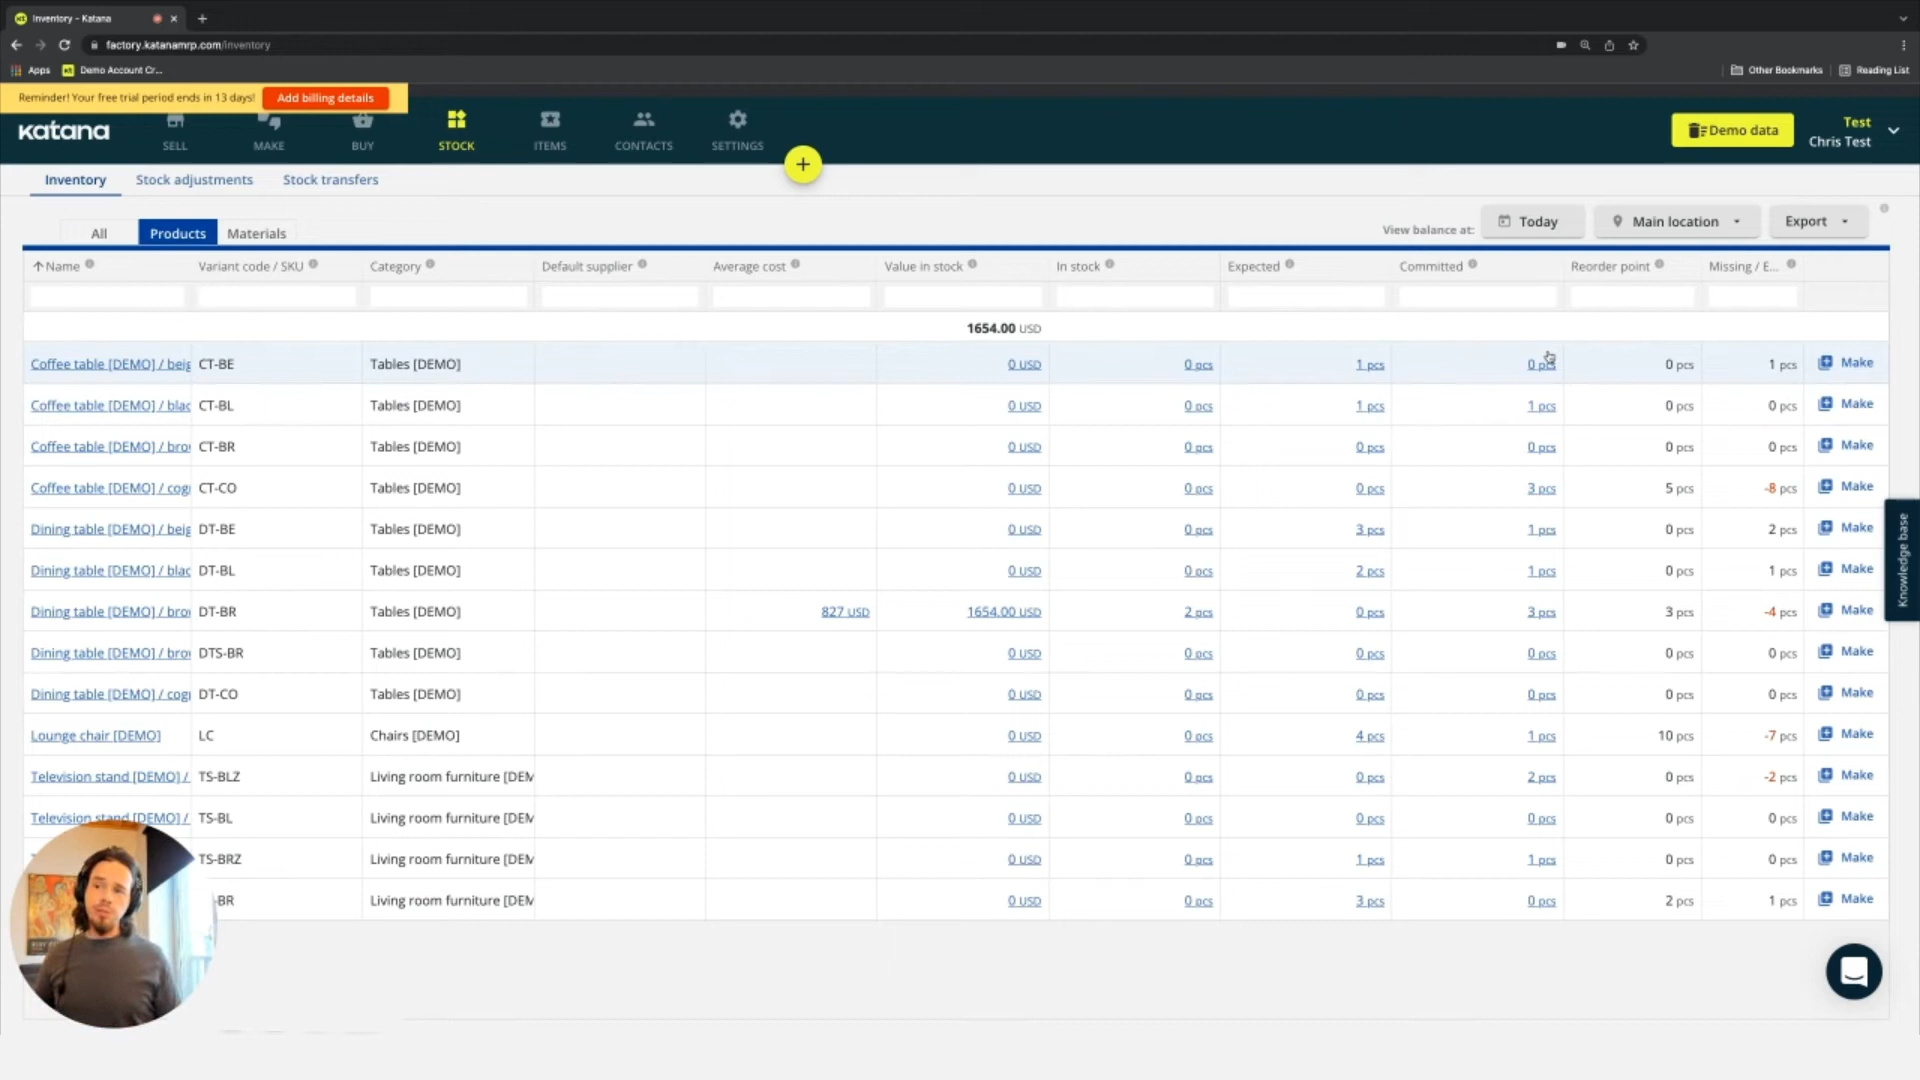 Inventory – Katana
factory.katanamrp.com/inventory
Apps
Demo Account Cr...
Other Bookmarks
Reading List
Reminder! Your free trial period ends in 13 days!
Add billing details
katana
SELL
MAKE
BUY
STOCK
ITEMS
CONTACTS
SETTINGS
+
Demo data
Test
Chris Test
Inventory
Stock adjustments
Stock transfers
All
Products
Materials
View balance at:
Today
Main location
Export
Name Variant code / SKU Category Default supplier Average cost Value in stock In stock Expected Committed Reorder point Missing / E...
1654.00 USD
Coffee table [DEMO] / beig CT-BE Tables [DEMO] 0 USD 0 pcs 1 pcs 0 pcs 0 pcs 1 pcs Make
Coffee table [DEMO] / blac CT-BL Tables [DEMO] 0 USD 0 pcs 1 pcs 1 pcs 0 pcs 0 pcs Make
Coffee table [DEMO] / brov CT-BR Tables [DEMO] 0 USD 0 pcs 0 pcs 0 pcs 0 pcs 0 pcs Make
Coffee table [DEMO] / cogn CT-CO Tables [DEMO] 0 USD 0 pcs 0 pcs 3 pcs 5 pcs -8 pcs Make
Dining table [DEMO] / beig DT-BE Tables [DEMO] 0 USD 0 pcs 3 pcs 1 pcs 0 pcs 2 pcs Make
Dining table [DEMO] / blac DT-BL Tables [DEMO] 0 USD 0 pcs 2 pcs 1 pcs 0 pcs 1 pcs Make
Dining table [DEMO] / brov DT-BR Tables [DEMO] 827 USD 1654.00 USD 2 pcs 0 pcs 3 pcs 3 pcs -4 pcs Make
Dining table [DEMO] / brov DTS-BR Tables [DEMO] 0 USD 0 pcs 0 pcs 0 pcs 0 pcs 0 pcs Make
Dining table [DEMO] / cogn DT-CO Tables [DEMO] 0 USD 0 pcs 0 pcs 0 pcs 0 pcs 0 pcs Make
Lounge chair [DEMO] LC Chairs [DEMO] 0 USD 0 pcs 4 pcs 1 pcs 10 pcs -7 pcs Make
Television stand [DEMO] / TS-BLZ Living room furniture [DEM 0 USD 0 pcs 0 pcs 2 pcs 0 pcs -2 pcs Make
Television stand [DEMO] / TS-BL Living room furniture [DEM 0 USD 0 pcs 0 pcs 0 pcs 0 pcs 0 pcs Make
TS-BRZ Living room furniture [DEM 0 USD 0 pcs 1 pcs 1 pcs 0 pcs 0 pcs Make
-BR Living room furniture [DEM 0 USD 0 pcs 3 pcs 0 pcs 2 pcs 1 pcs Make
Knowledge base